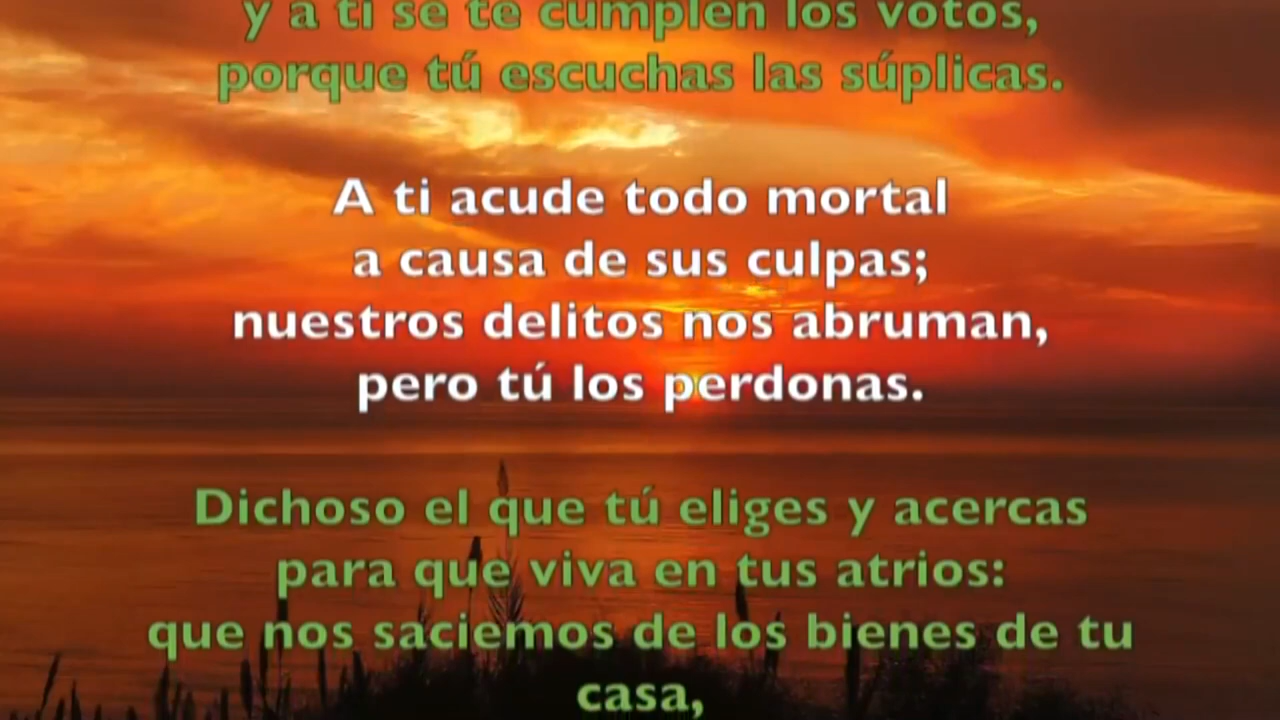 y a ti se te cumplen los votos,
porque tú escuchas las súplicas.
A ti acude todo mortal
a causa de sus culpas;
nuestros delitos nos abruman,
pero tú los perdonas.
Dichoso el que tú eliges y acercas
para que viva en tus atrios:
que nos saciemos de los bienes de tu
casa,